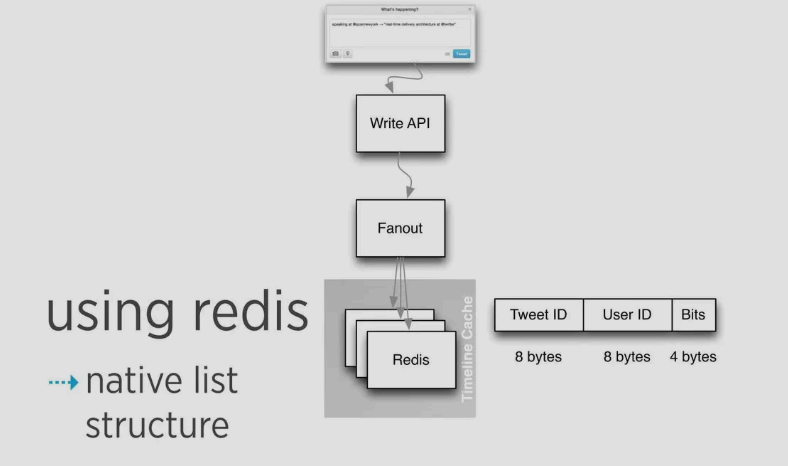 What's happening?
speaking at @qconnewyork -- "real-time delivery architecture at @twitter"
Tweet
Write API
Fanout
using redis
native list
structure
Redis
Timeline Cache
Tweet ID
User ID
Bits
8 bytes
8 bytes
4 bytes